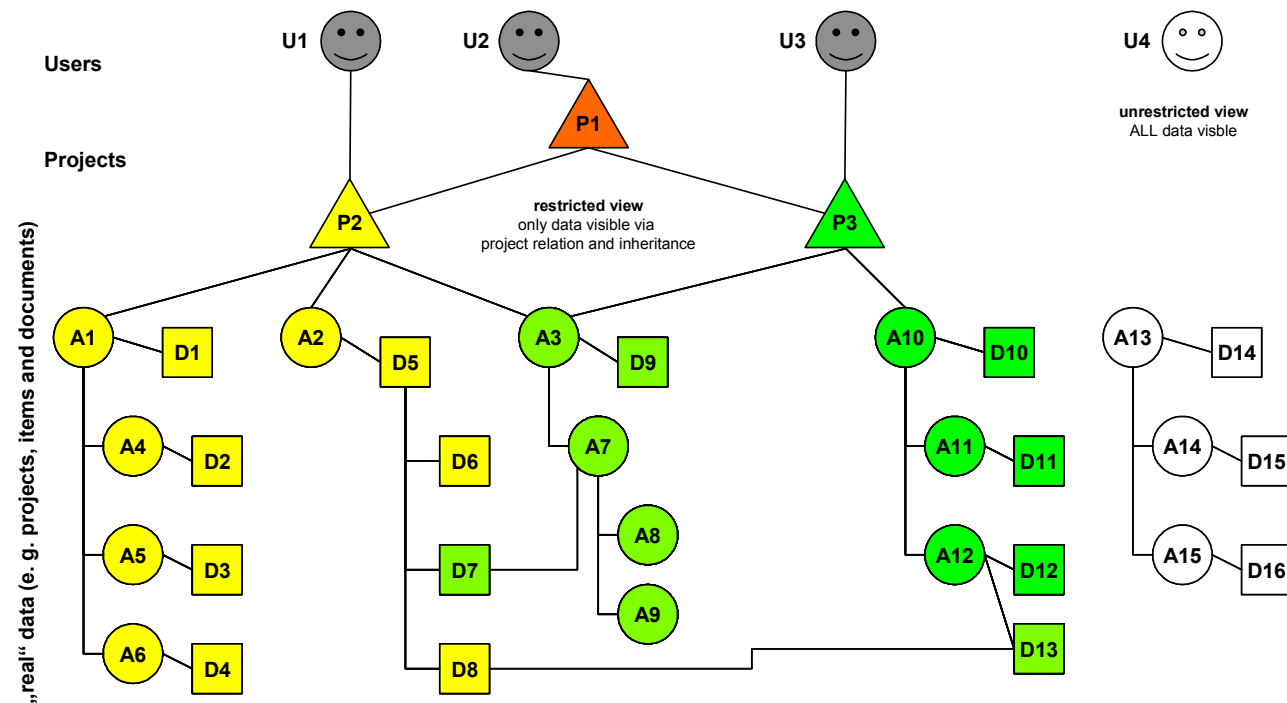 U1
U2
U3
U4
Users
unrestricted view
ALL data visble
P1
Projects
restricted view
only data visible via
project relation and inheritance
P2
P3
„real“ data (e. g. projects, items and documents)
A1
D1
A2
D5
A3
D9
A10
D10
A13
D14
A4
D2
D6
A7
A11
D11
A14
D15
A5
D3
D7
A8
A12
D12
A15
D16
A9
A6
D4
D8
D13